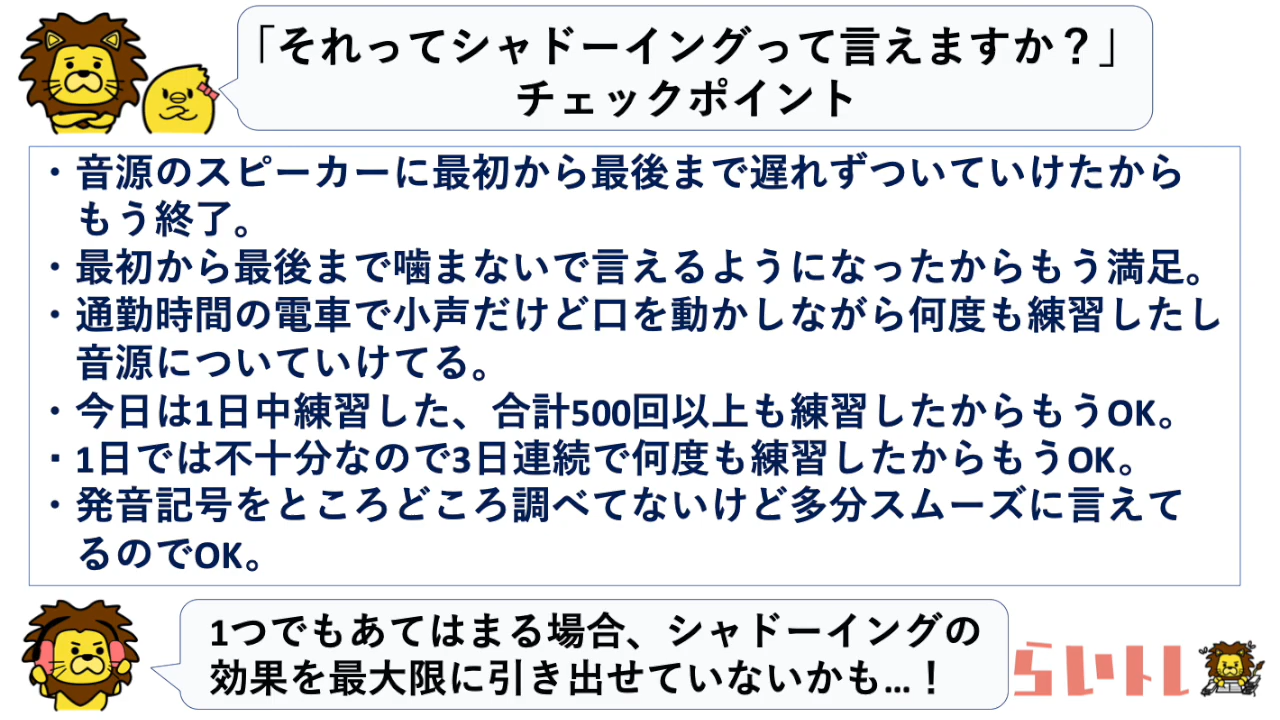 「それってシャドーイングって言えますか？」
チェックポイント
・音源のスピーカーに最初から最後まで遅れずついていけたから
もう終了。
・最初から最後まで噛まないで言えるようになったからもう満足。
・通勤時間の電車で小声だけど口を動かしながら何度も練習したし
音源についていけてる。
・今日は1日中練習した、合計500回以上も練習したからもうOK。
・1日では不十分なので3日連続で何度も練習したからもうOK。
・発音記号をところどころ調べてないけど多分スムーズに言えて
るのでOK。
1つでもあてはまる場合、シャドーイングの
効果を最大限に引き出せていないかも…！
らいトレ